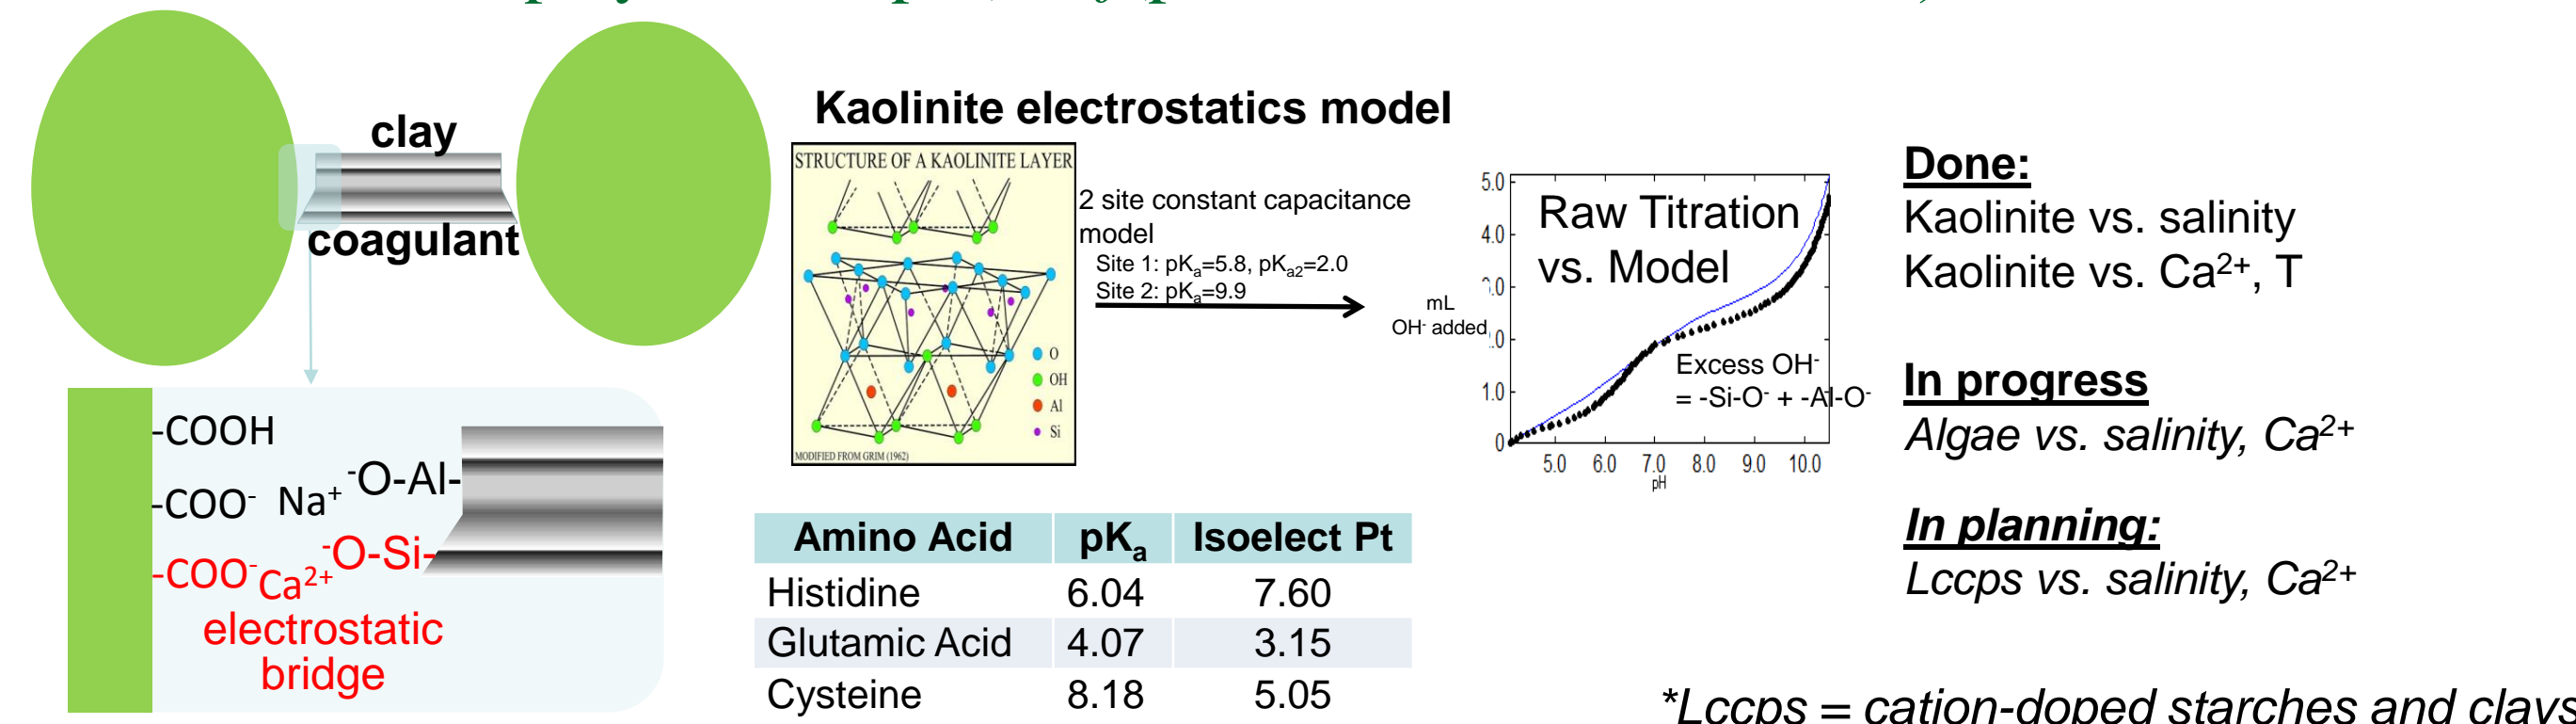 clay
coagulant
-COOH
-COO- Na+ -O-Al-
-COO- Ca2+ -O-Si-
electrostatic
bridge
Kaolinite electrostatics model
STRUCTURE OF A KAOLINITE LAYER
O
OH
Al
Si
MODIFIED FROM GRIM (1962)
2 site constant capacitance
model
Site 1: pKa=5.8, pKa2=2.0
Site 2: pKa=9.9
mL
OH- added
Raw Titration
vs. Model
Excess OH-
= -Si-O- + -Al-O-
5.0
4.0
1.0
0
5.0 6.0 7.0 8.0 9.0 10.0
pH
Amino Acid pKa Isoelect Pt
Histidine 6.04 7.60
Glutamic Acid 4.07 3.15
Cysteine 8.18 5.05
Done:
Kaolinite vs. salinity
Kaolinite vs. Ca2+, T
In progress
Algae vs. salinity, Ca2+
In planning:
Lccps vs. salinity, Ca2+
*Lccps = cation-doped starches and clays